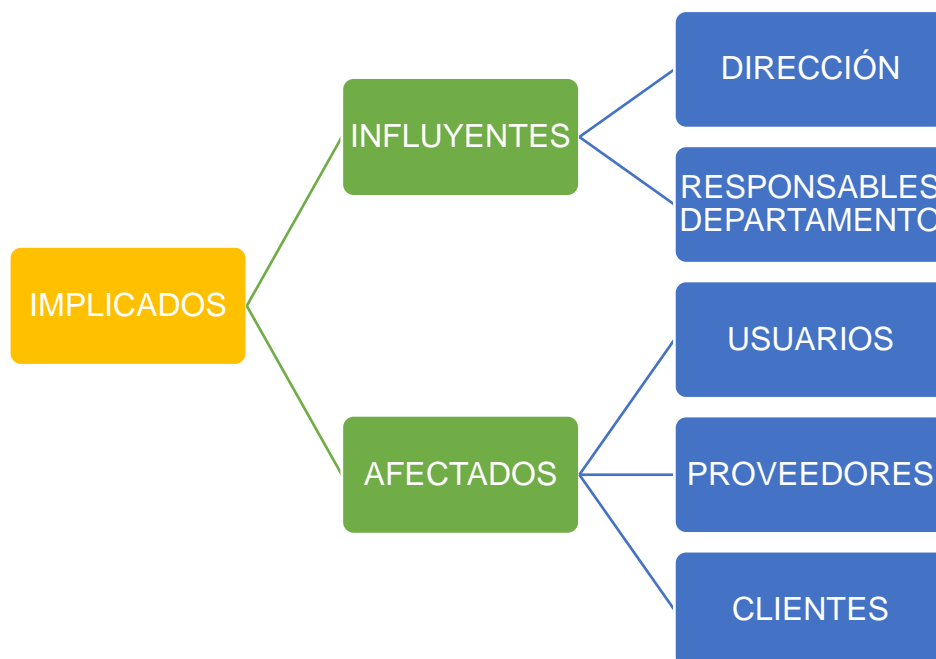 DIRECCIÓN
INFLUYENTES
RESPONSABLES
DEPARTAMENTO
IMPLICADOS
USUARIOS
AFECTADOS
PROVEEDORES
CLIENTES